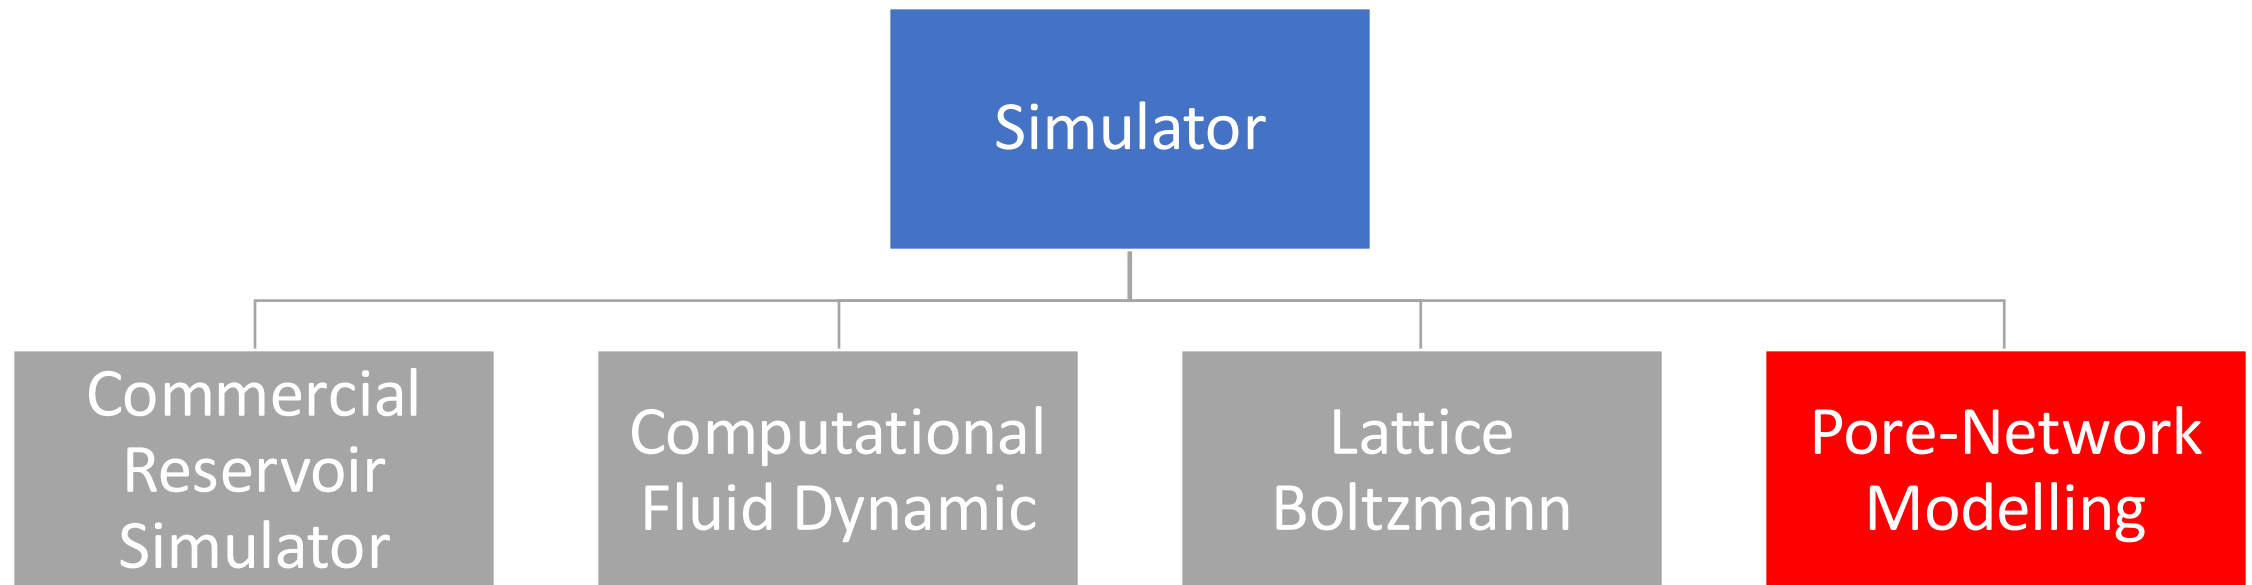 Simulator
Commercial
Reservoir
Simulator
Computational
Fluid Dynamic
Lattice
Boltzmann
Pore-Network
Modelling